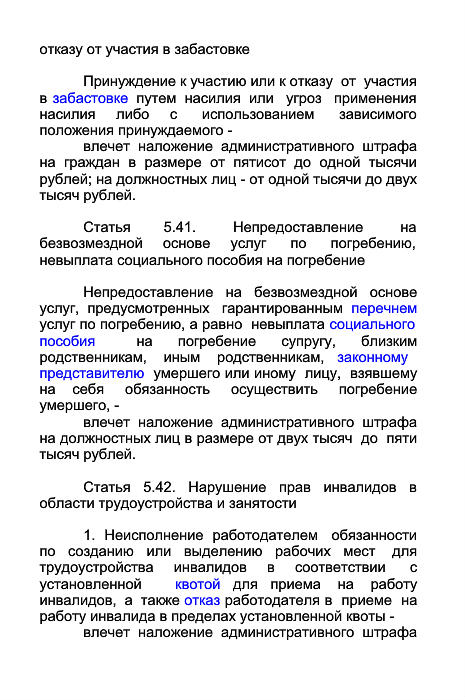 отказу от участия в забастовке
Принуждение к участию или к отказу от участия
в забастовке путем насилия или угроз применения
насилия либо с использованием зависимого
положения принуждаемого -
влечет наложение административного штрафа
на граждан в размере от пятисот до одной тысячи
рублей; на должностных лиц - от одной тысячи до двух
тысяч рублей.
Статья 5.41. Непредоставление на
безвозмездной основе услуг по погребению,
невыплата социального пособия на погребение
Непредоставление на безвозмездной основе
услуг, предусмотренных гарантированным перечнем
услуг по погребению, а равно невыплата социального
пособия на погребение супругу, близким
родственникам, иным родственникам, законному
представителю умершего или иному лицу, взявшему
на себя обязанность осуществить погребение
умершего, -
влечет наложение административного штрафа
на должностных лиц в размере от двух тысяч до пяти
тысяч рублей.
Статья 5.42. Нарушение прав инвалидов в
области трудоустройства и занятости
1. Неисполнение работодателем обязанности
по созданию или выделению рабочих мест для
трудоустройства инвалидов в соответствии с
установленной квотой для приема на работу
инвалидов, а также отказ работодателя в приеме на
работу инвалида в пределах установленной квоты -
влечет наложение административного штрафа